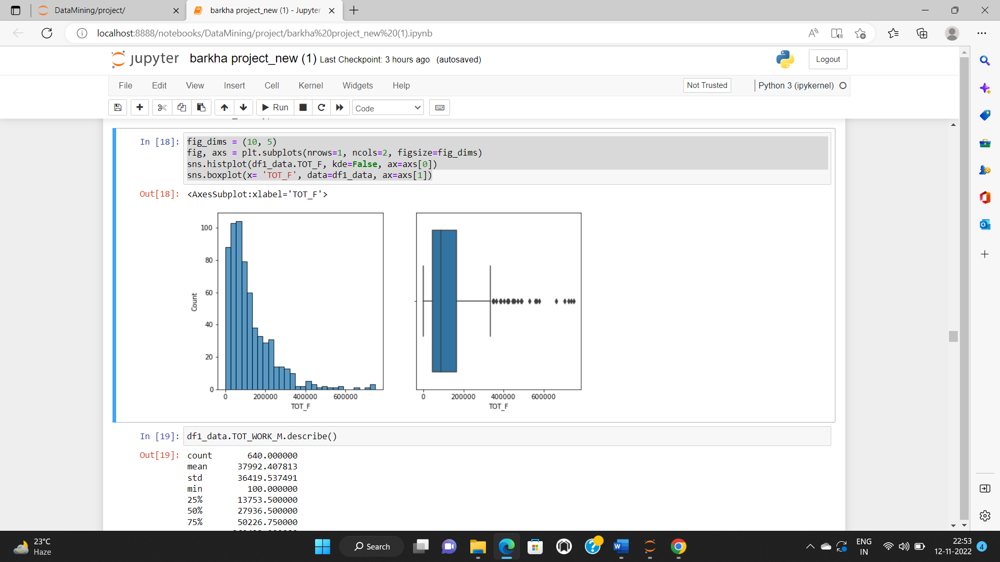 DataMining/project/
barkha project_new (1) - Jupyter
localhost:8888/notebooks/DataMining/project/barkha%20project_new%20(1).ipynb
jupyter barkha project_new (1) Last Checkpoint: 3 hours ago (autosaved)
Logout
File Edit View Insert Cell Kernel Widgets Help
Not Trusted
Python 3 (ipykernel)
Run
Code
In [18]:
fig_dims = (10, 5)
fig, axs = plt.subplots(nrows=1, ncols=2, figsize=fig_dims)
sns.histplot(df1_data.TOT_F, kde=False, ax=axs[0])
sns.boxplot(x= 'TOT_F', data=df1_data, ax=axs[1])
Out[18]: <AxesSubplot:xlabel='TOT_F'>
100
80
60
40
20
0
Count
0 200000 400000 600000
TOT_F
0 200000 400000 600000
TOT_F
In [19]: df1_data.TOT_WORK_M.describe()
Out[19]:
count 640.000000
mean 37992.407813
std 36419.537491
min 100.000000
25% 13753.500000
50% 27936.500000
75% 50226.750000
23°C
Haze
Search
ENG
IN
22:53
12-11-2022
4